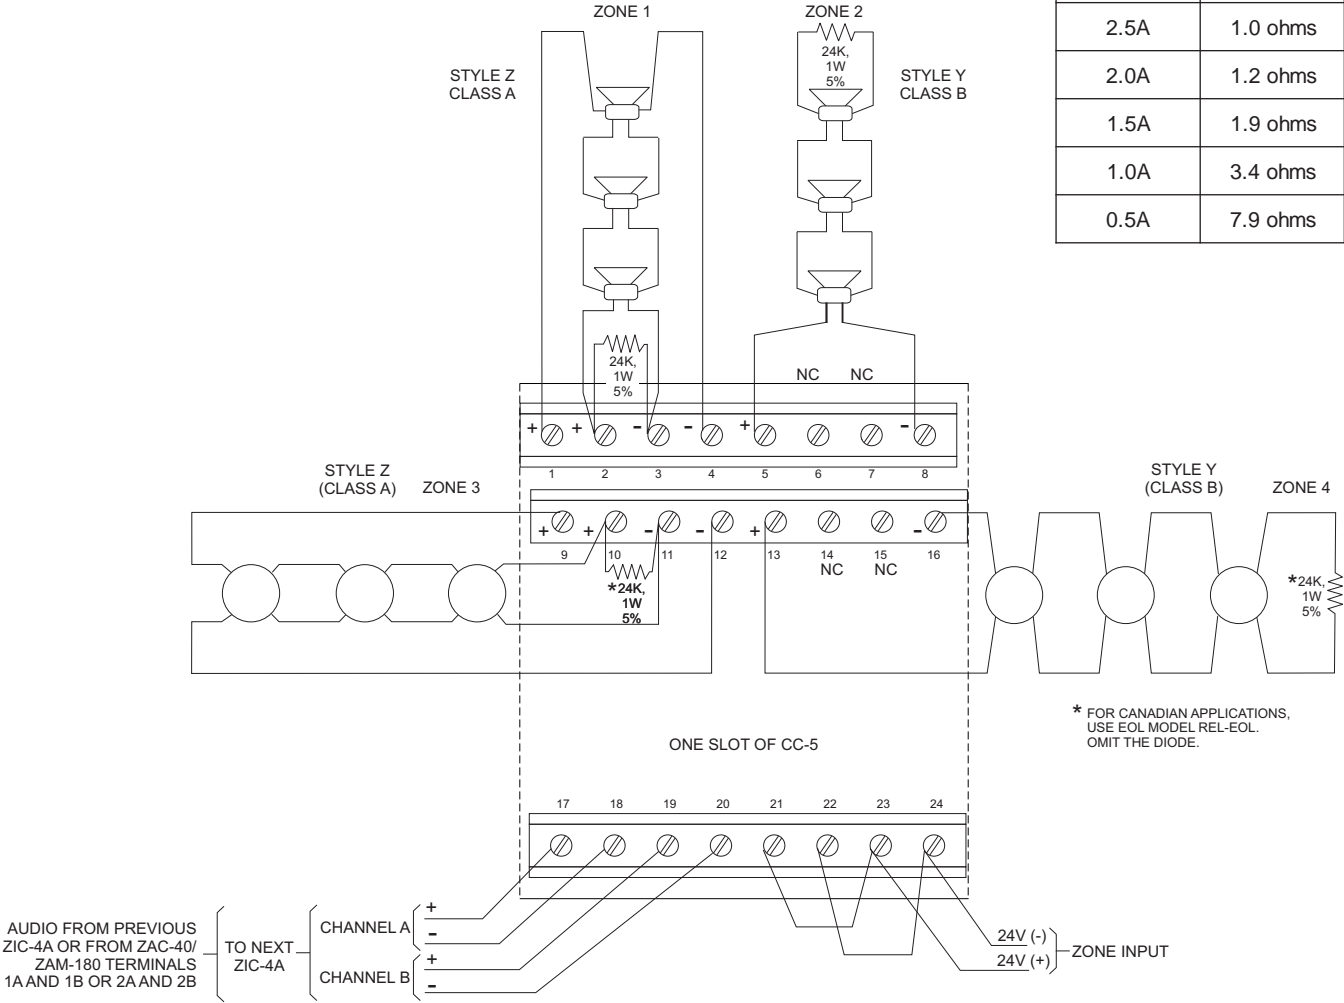 ZONE 1
ZONE 2
2.5A 1.0 ohms
2.0A 1.2 ohms
1.5A 1.9 ohms
1.0A 3.4 ohms
0.5A 7.9 ohms
STYLE Z
CLASS A
24K,
1W
5%
STYLE Y
CLASS B
24K,
1W
5%
NC NC
+ + - - + -
1 2 3 4 5 6 7 8
STYLE Z
(CLASS A)
ZONE 3
STYLE Y
(CLASS B)
ZONE 4
+ + - - + -
9 10 11 12 13 14 15 16
NC NC
*24K,
1W
5%
*24K,
1W
5%
* FOR CANADIAN APPLICATIONS,
USE EOL MODEL REL-EOL.
OMIT THE DIODE.
ONE SLOT OF CC-5
17 18 19 20 21 22 23 24
AUDIO FROM PREVIOUS
ZIC-4A OR FROM ZAC-40/
ZAM-180 TERMINALS
1A AND 1B OR 2A AND 2B
TO NEXT
ZIC-4A
CHANNEL A
+
-
CHANNEL B
+
-
24V (-)
24V (+)
ZONE INPUT